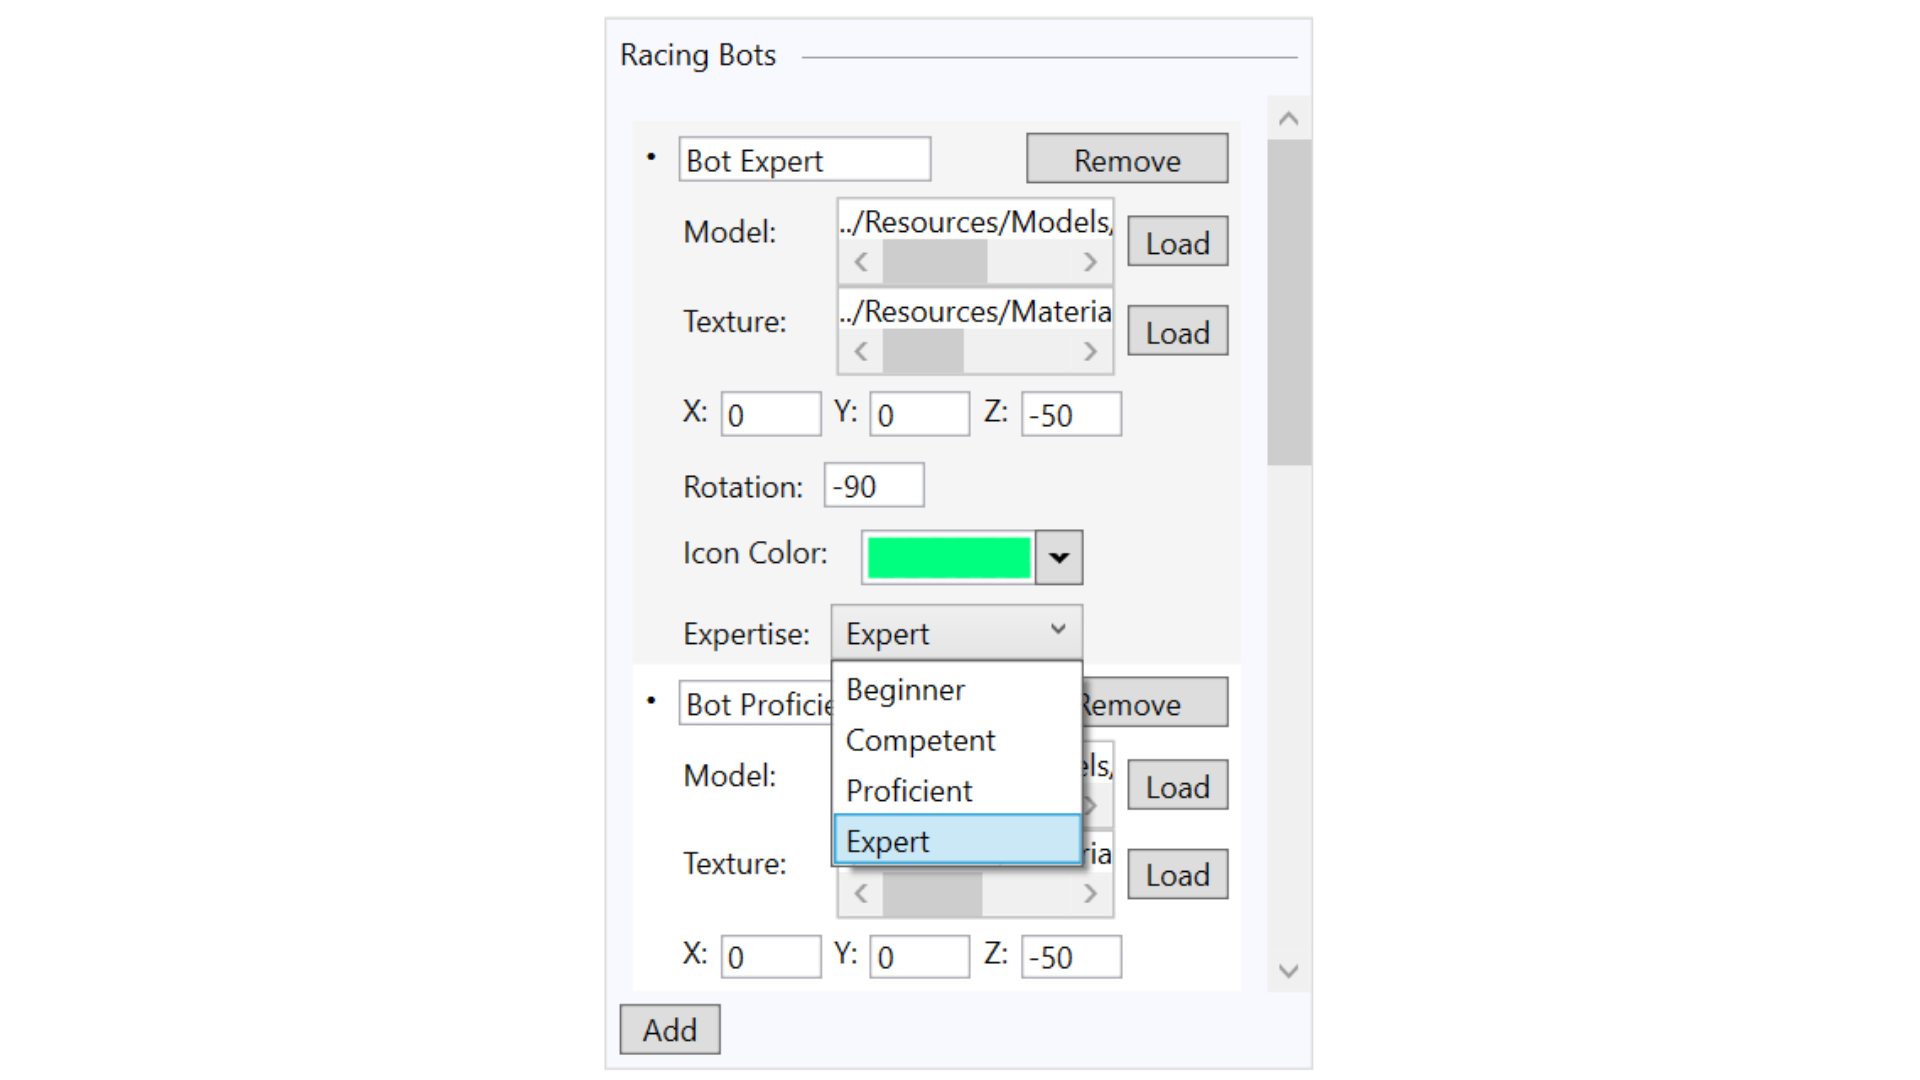 Racing Bots
• Bot Expert Remove
Model: ../Resources/Models/ Load
Texture: ../Resources/Materia Load
X: 0 Y: 0 Z: -50
Rotation: -90
Icon Color:
Expertise: Expert
Beginner
Competent
Proficient
Expert
• Bot Proficie Remove
Model: els/ Load
Texture: ria Load
X: 0 Y: 0 Z: -50
Add